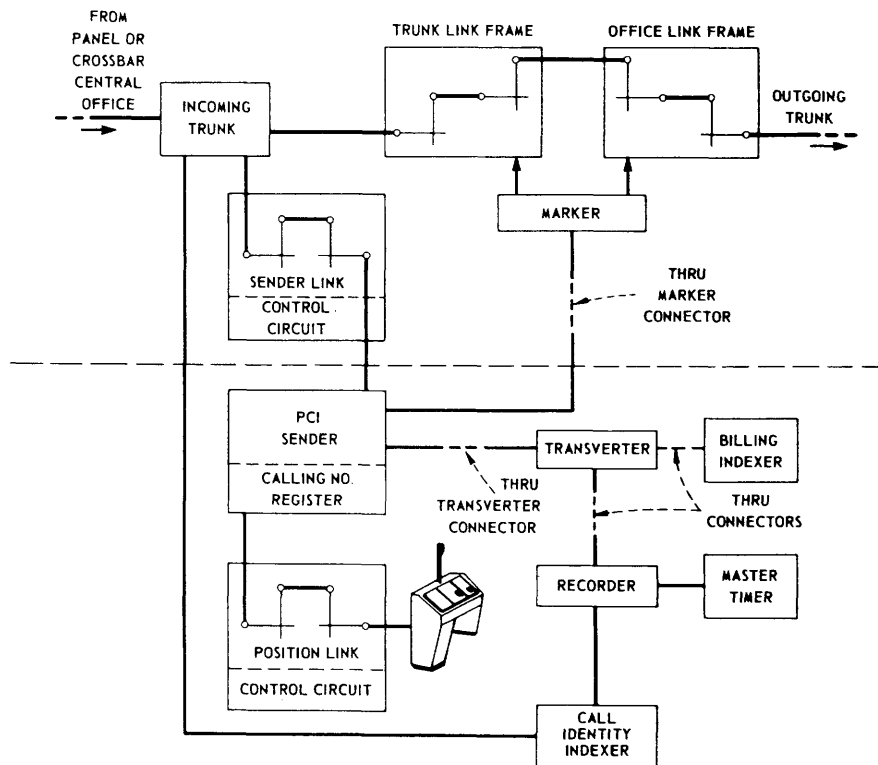 FROM
PANEL OR
CROSSBAR
CENTRAL
OFFICE
TRUNK LINK FRAME
OFFICE LINK FRAME
INCOMING
TRUNK
OUTGOING
TRUNK
MARKER
SENDER LINK
CONTROL
CIRCUIT
THRU
MARKER
CONNECTOR
PCI
SENDER
CALLING NO.
REGISTER
TRANSVERTER
BILLING
INDEXER
THRU
TRANSVERTER
CONNECTOR
THRU
CONNECTORS
RECORDER
MASTER
TIMER
POSITION LINK
CONTROL CIRCUIT
CALL
IDENTITY
INDEXER